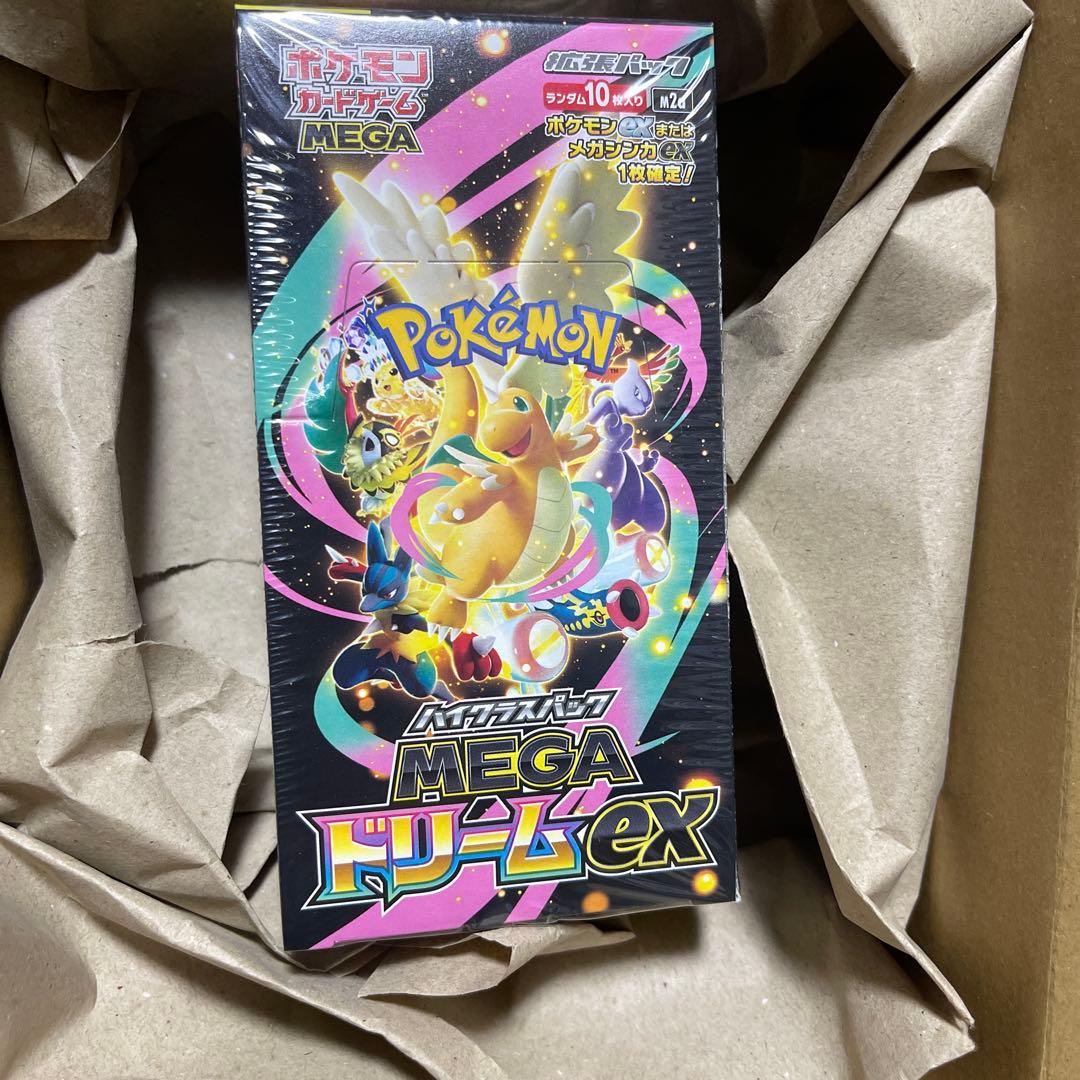 ポケモン
カードゲーム
MEGA
拡張パック
ランダム10枚入り M2a
ポケモンexまたは
メガシンカex
1枚確定!
POKéMON
ハイクラスパック
MEGA
ドリームex